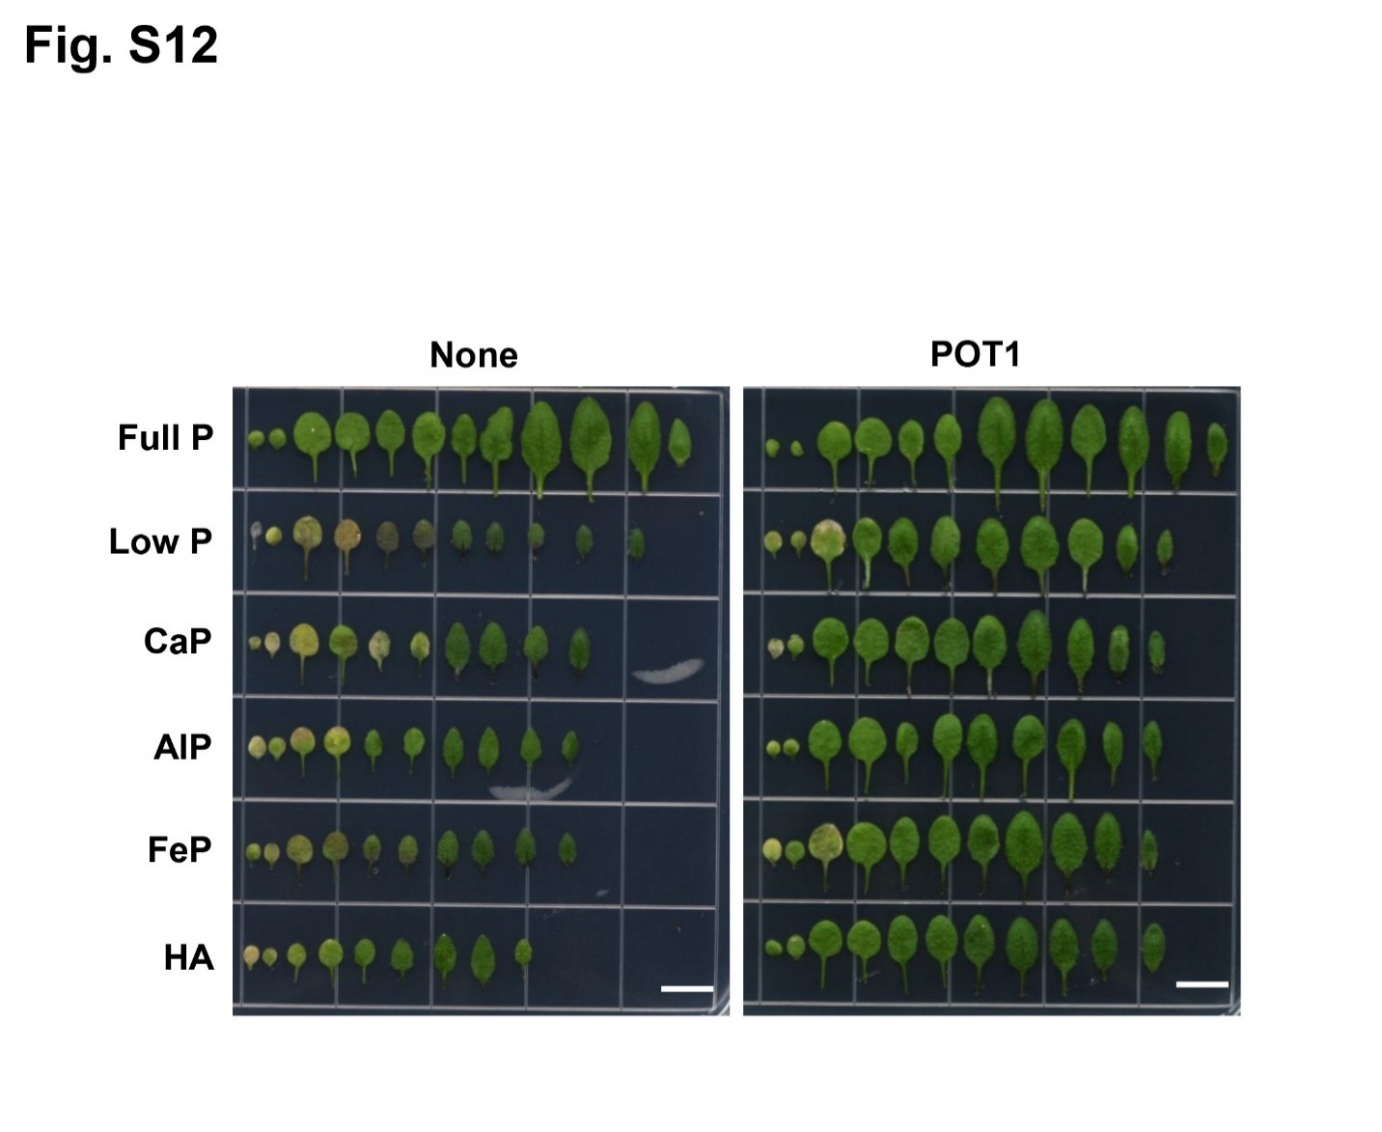 Fig. S12
None POT1
Full P
Low P
CaP
AlP
FeP
HA